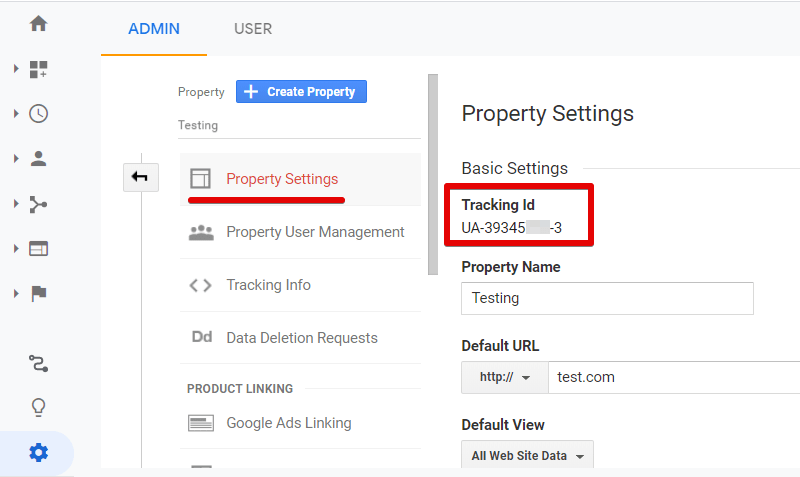 ADMIN USER
Property + Create Property
Testing
Property Settings
Property User Management
<> Tracking Info
Dd Data Deletion Requests
PRODUCT LINKING
Google Ads Linking
Property Settings
Basic Settings
Tracking Id
UA-39345 -3
Property Name
Testing
Default URL
http:// test.com
Default View
All Web Site Data